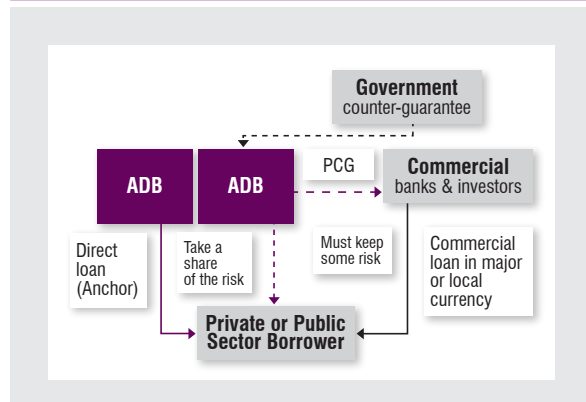 Government
counter-guarantee
PCG
Commercial
banks & investors
ADB
ADB
Direct
loan
(Anchor)
Take a
share
of the risk
Must keep
some risk
Commercial
loan in major
or local
currency
Private or Public
Sector Borrower